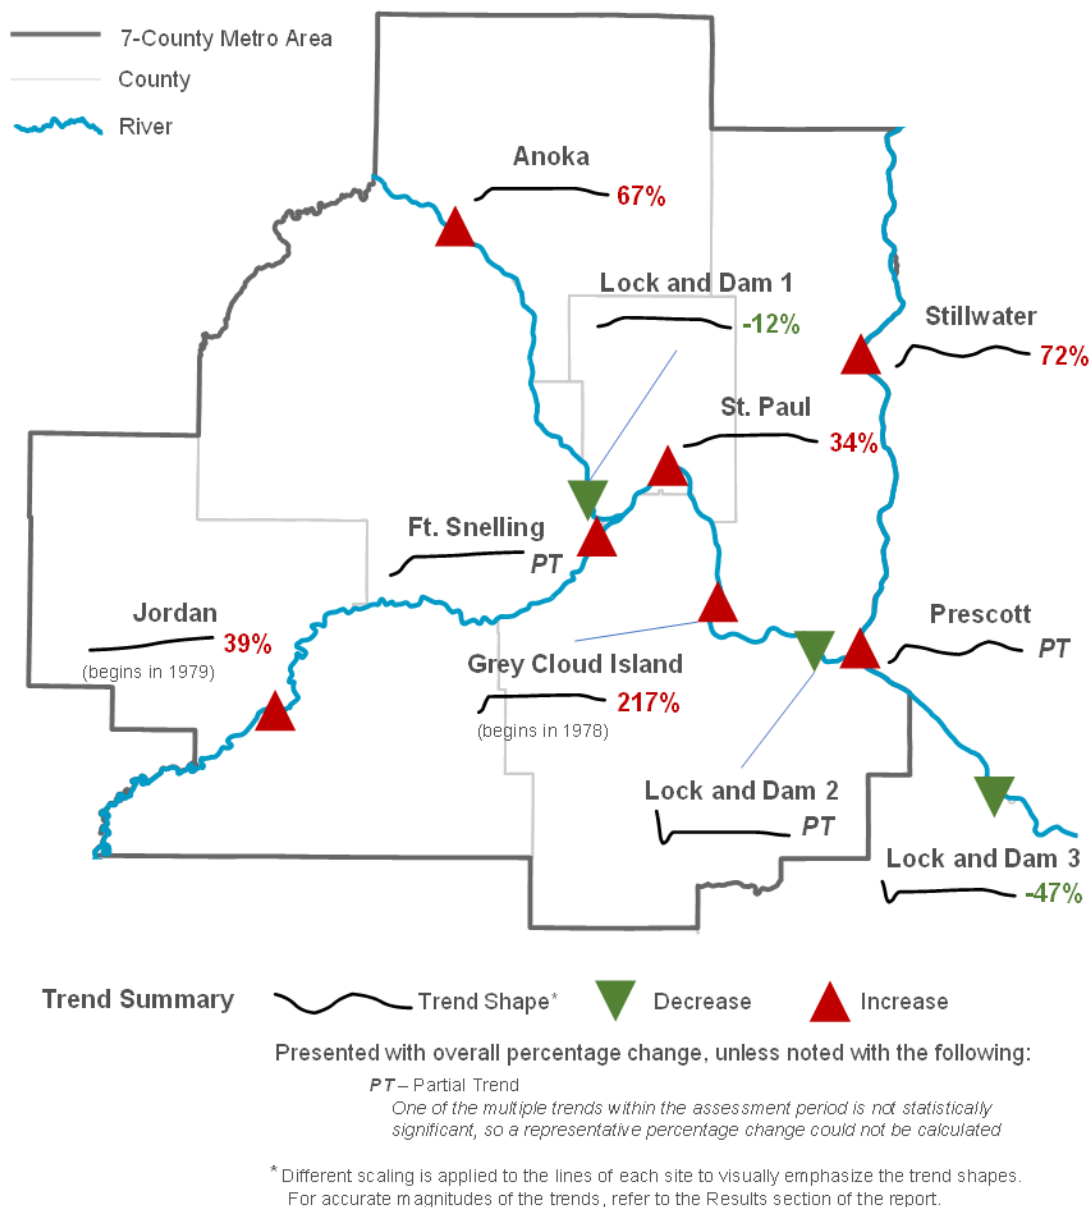 7-County Metro Area
County
River
Anoka
67%
Lock and Dam 1
-12%
Stillwater
72%
St. Paul
34%
Ft. Snelling
PT
Jordan
39%
(begins in 1979)
Prescott
PT
Grey Cloud Island
217%
(begins in 1978)
Lock and Dam 2
PT
Lock and Dam 3
-47%
Trend Summary
Trend Shape*
Decrease
Increase
Presented with overall percentage change, unless noted with the following:
PT – Partial Trend
One of the multiple trends within the assessment period is not statistically
significant, so a representative percentage change could not be calculated
* Different scaling is applied to the lines of each site to visually emphasize the trend shapes.
For accurate magnitudes of the trends, refer to the Results section of the report.